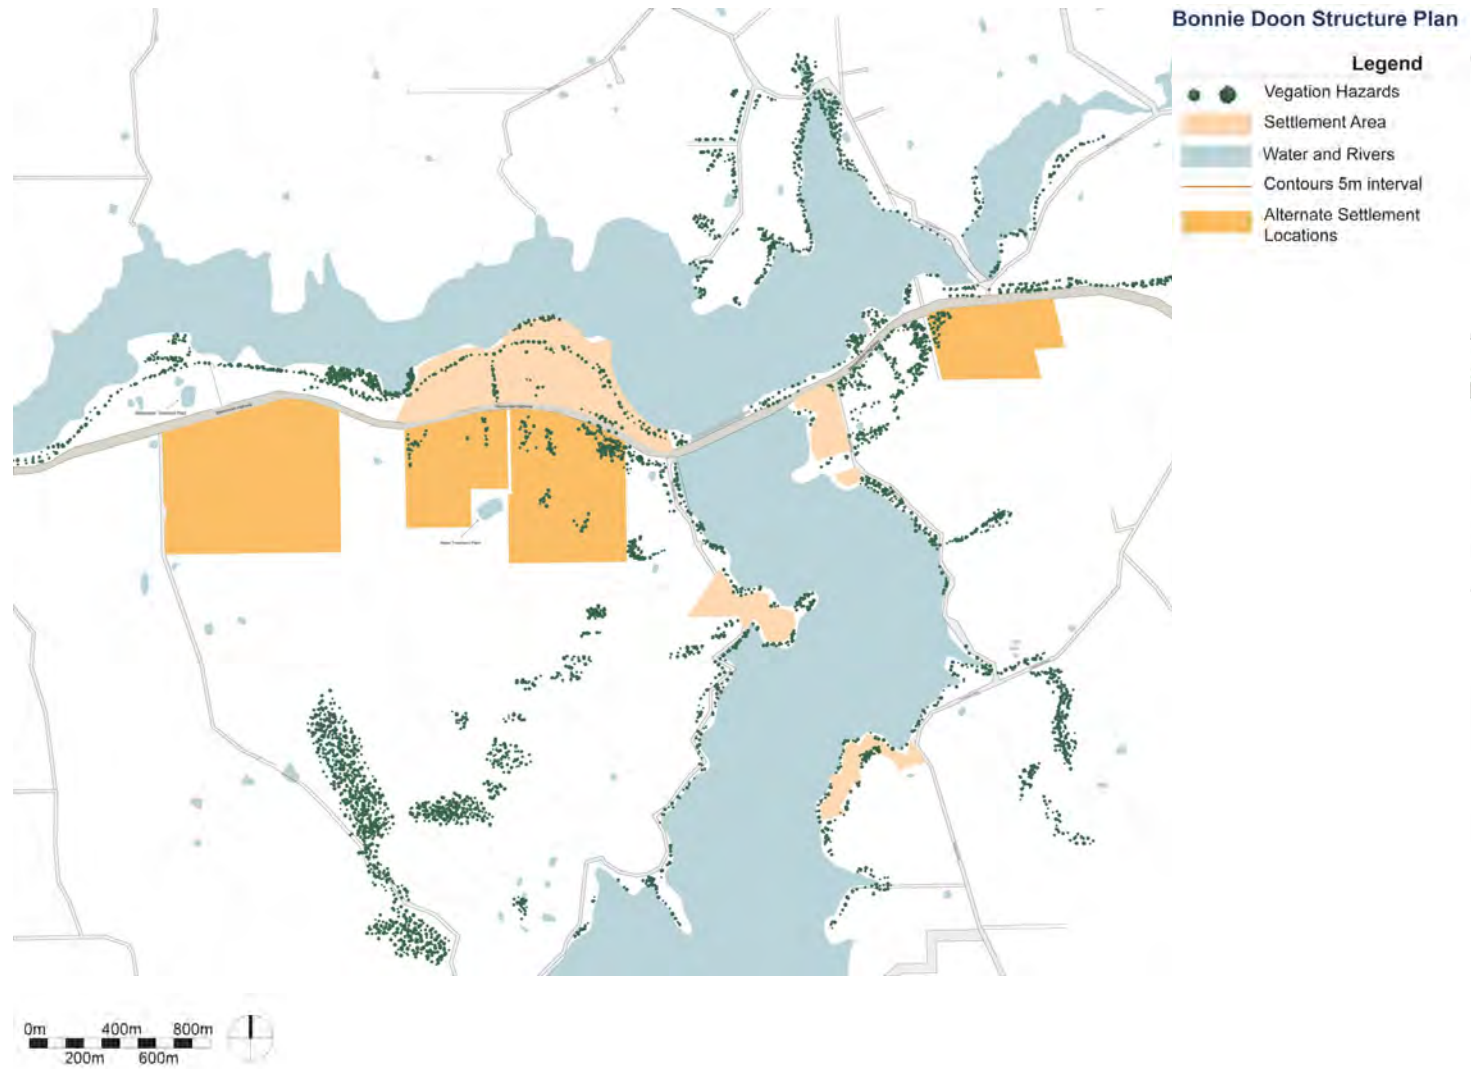 Bonnie Doon Structure Plan
Legend
Vegation Hazards
Settlement Area
Water and Rivers
Contours 5m interval
Alternate Settlement
Locations
0m 400m 800m
200m 600m